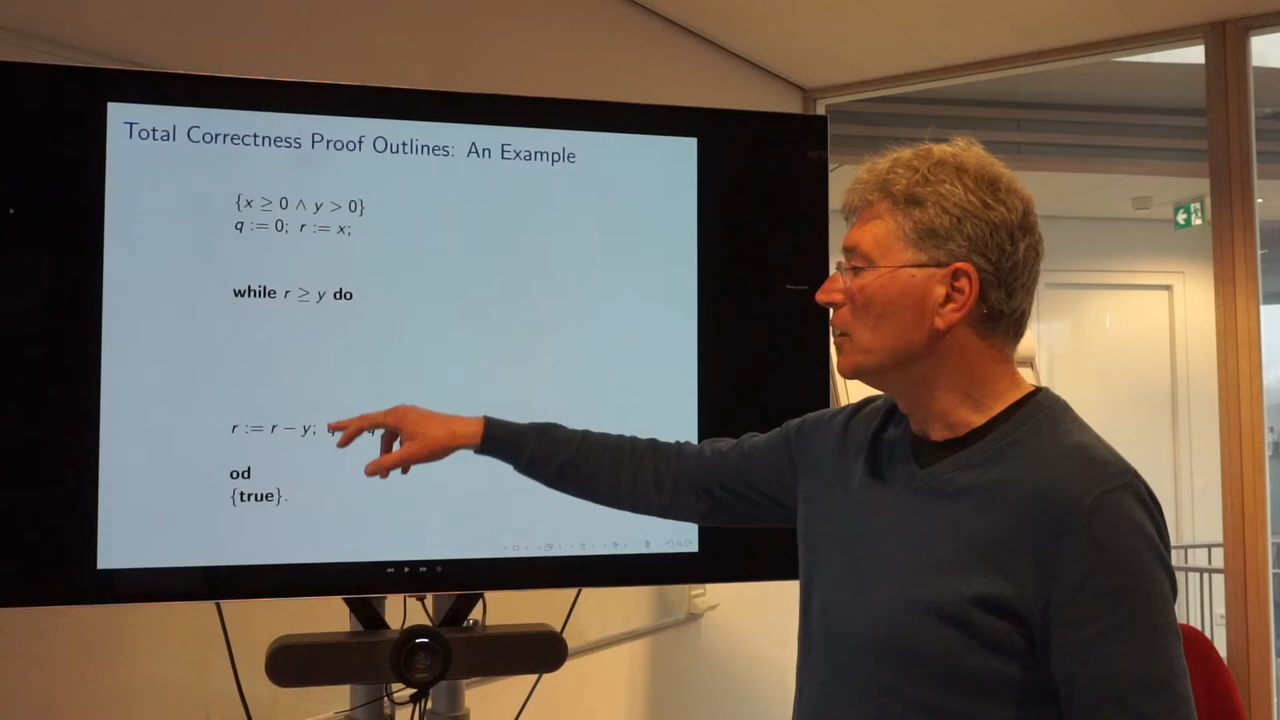 Total Correctness Proof Outlines: An Example
{x ≥ 0 ∧ y > 0}
q := 0; r := x;
while r ≥ y do
r := r − y;
od
{true}.